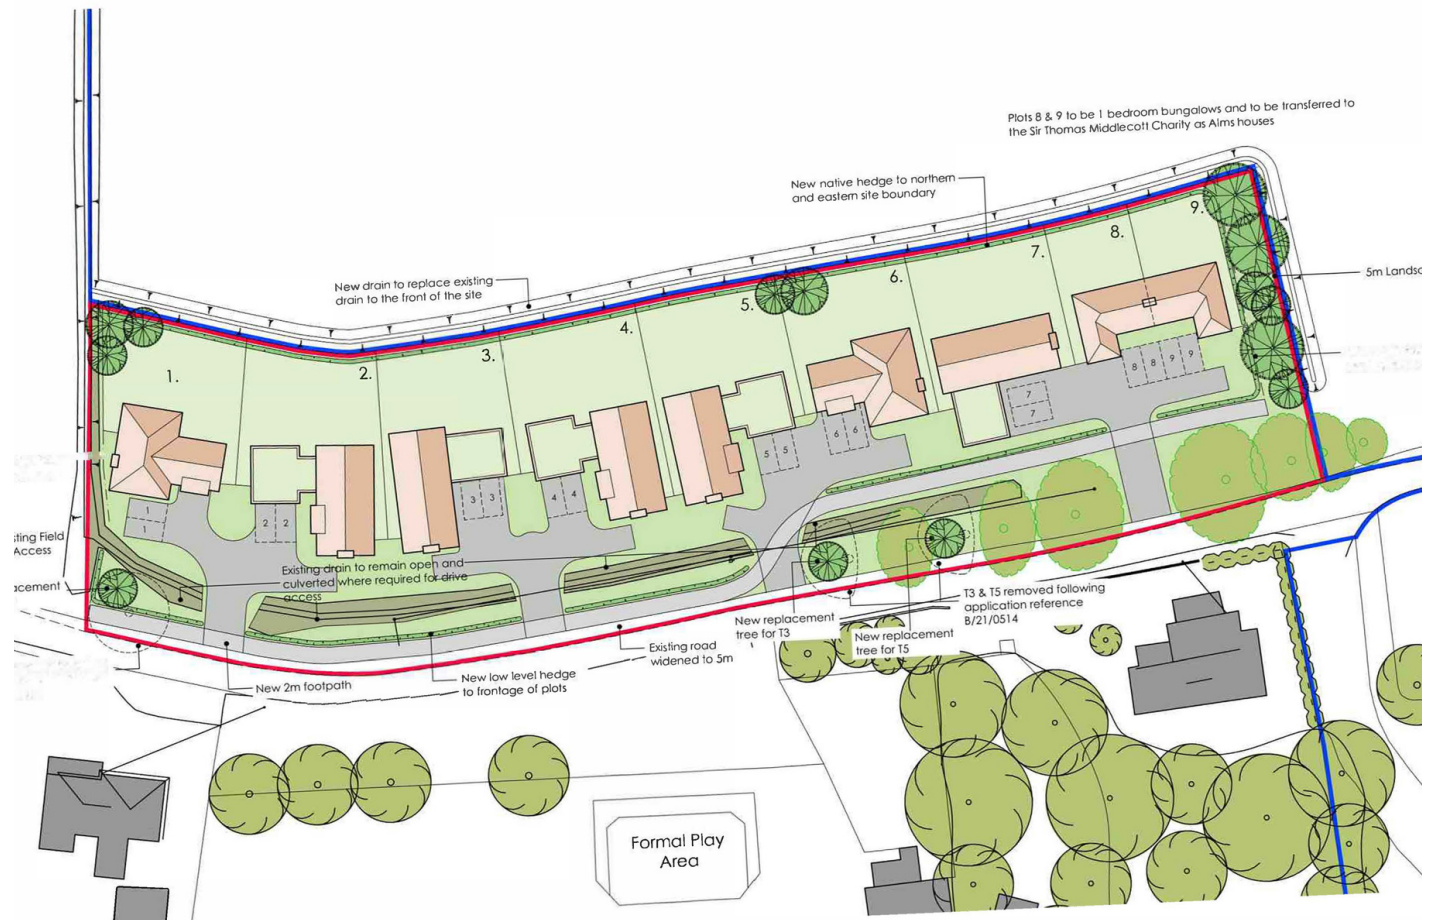 Plots 8 & 9 to be 1 bedroom bungalows and to be transferred to
the Sir Thomas Middlecott Charity as Alms houses
New native hedge to northern
and eastern site boundary
9.
8.
7.
6.
5.
4.
3.
2.
1.
5m Landsc
New drain to replace existing
drain to the front of the site
8 8 9 9
7
7
6 6
5 5
4 4
3 3
2 2
1
1
sting Field
Access
acement
Existing drain to remain open and
culverted where required for drive
access
T3 & T5 removed following
application reference
B/21/0514
New replacement
tree for T3
New replacement
tree for T5
Existing road
widened to 5m
New low level hedge
to frontage of plots
New 2m footpath
Formal Play
Area